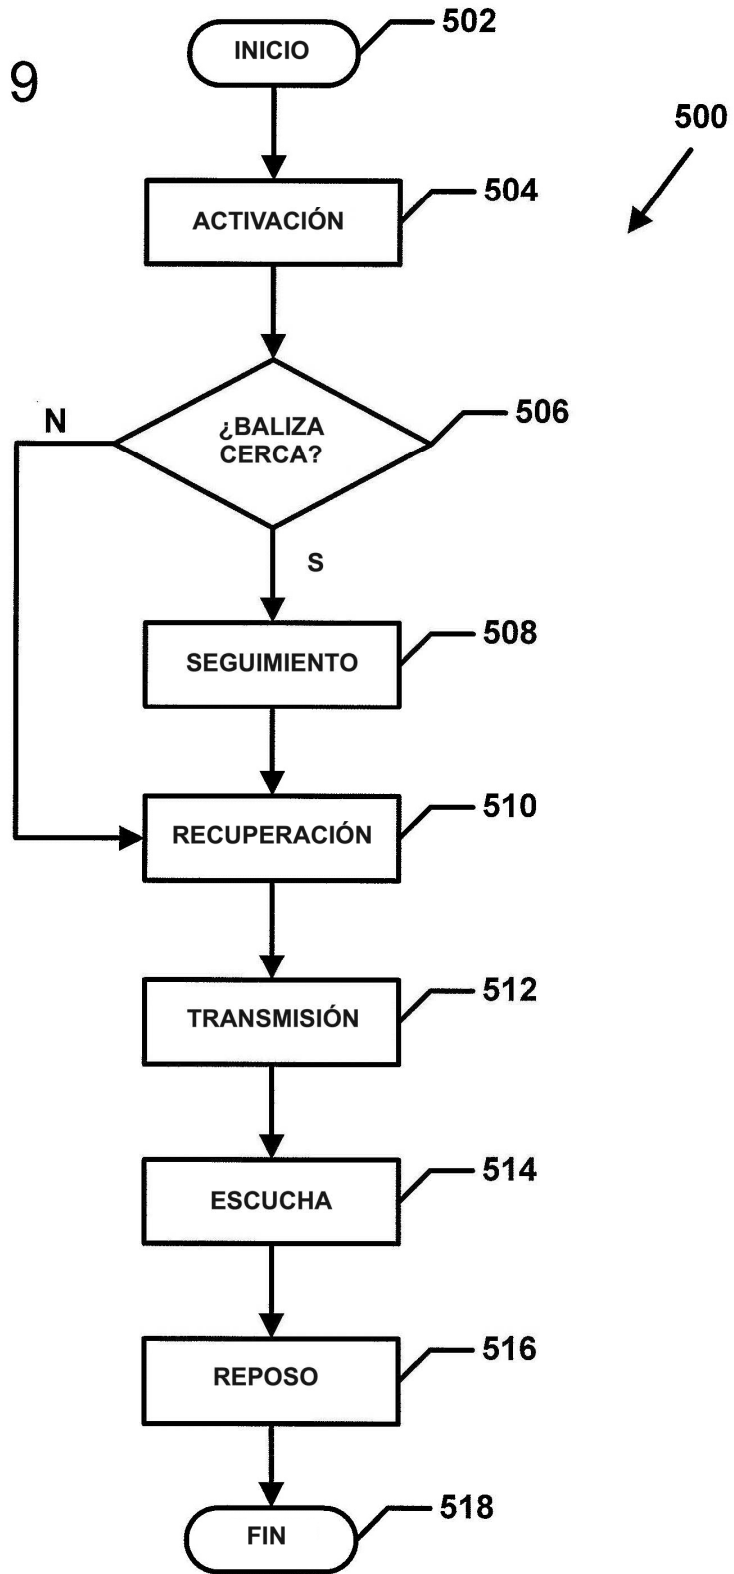 502
INICIO
9
500
504
ACTIVACIÓN
506
N
¿BALIZA
CERCA?
S
508
SEGUIMIENTO
510
RECUPERACIÓN
512
TRANSMISIÓN
514
ESCUCHA
516
REPOSO
518
FIN